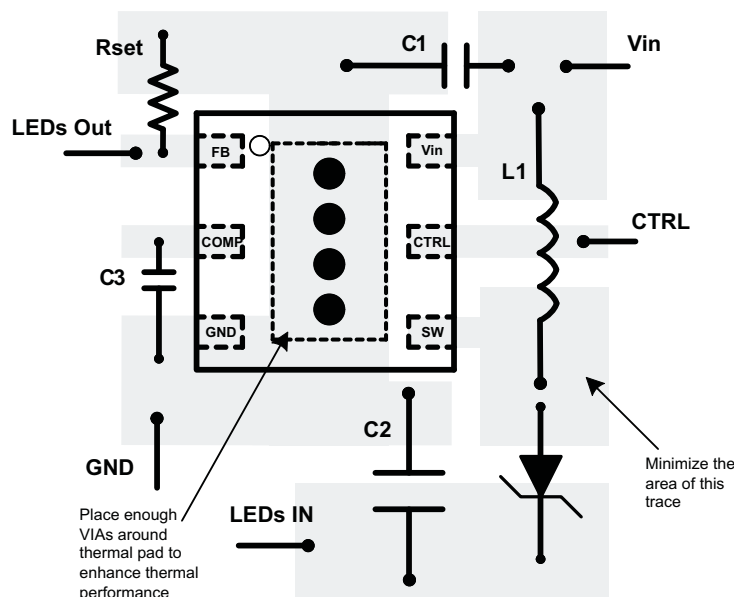 C1
Rset
Vin
LEDs Out
FB
Vin
L1
COMP
CTRL
CTRL
C3
GND
SW
C2
GND
Minimize the
area of this
trace
Place enough
VIAs around
thermal pad to
enhance thermal
performance
LEDs IN